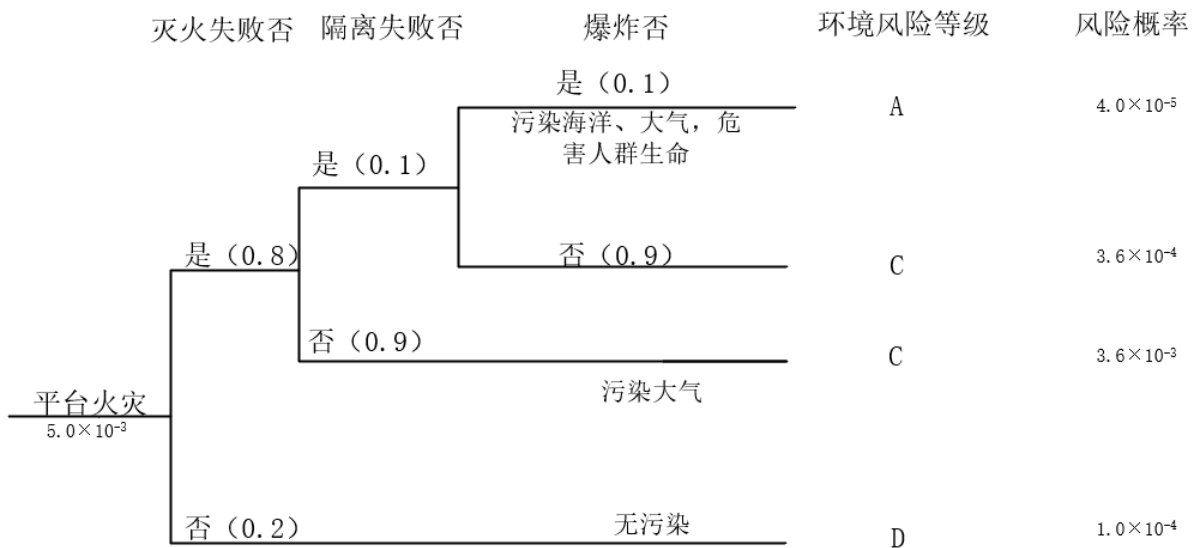 灭火失败否 隔离失败否 爆炸否 环境风险等级 风险概率
是（0.1） A 4.0×10⁻⁵
污染海洋、大气，危
害人群生命
是（0.1）
是（0.8） 否（0.9） C 3.6×10⁻⁴
否（0.9） C 3.6×10⁻³
污染大气
平台火灾
5.0×10⁻³
否（0.2） 无污染 D 1.0×10⁻⁴